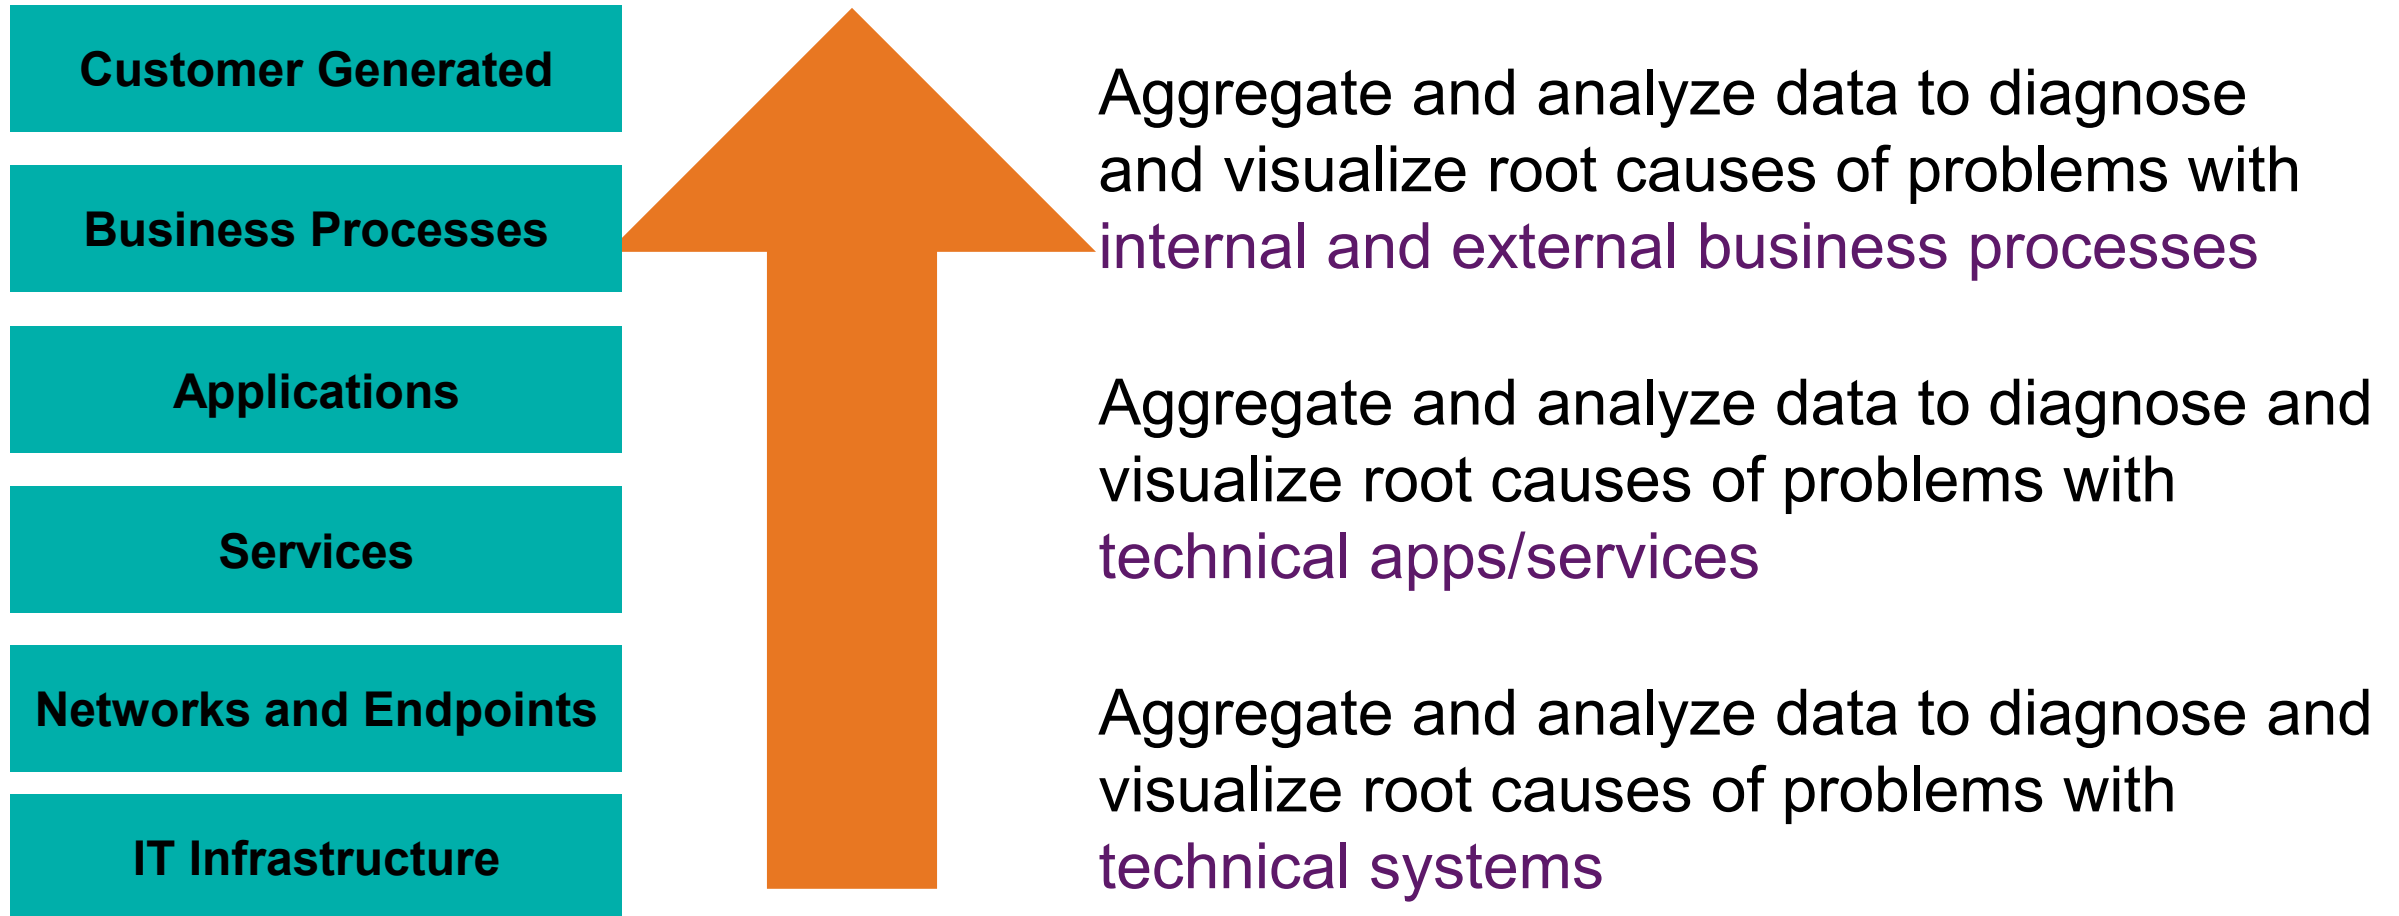 Customer Generated
Business Processes
Applications
Services
Networks and Endpoints
IT Infrastructure
Aggregate and analyze data to diagnose
and visualize root causes of problems with
internal and external business processes
Aggregate and analyze data to diagnose and
visualize root causes of problems with
technical apps/services
Aggregate and analyze data to diagnose and
visualize root causes of problems with
technical systems